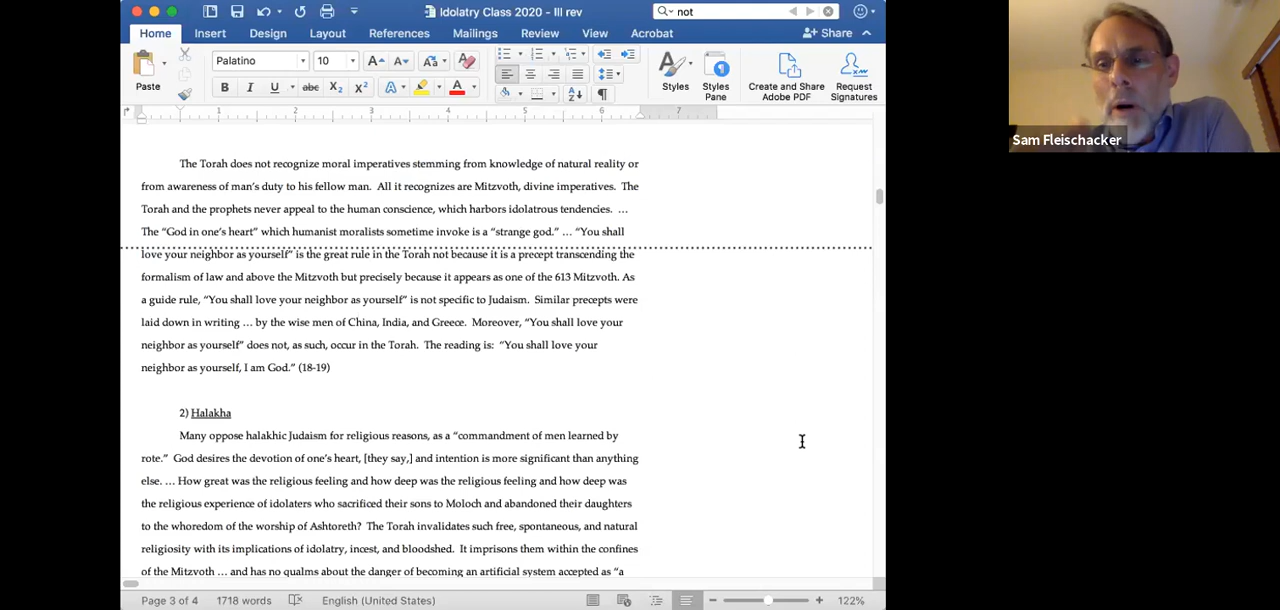 Idolatry Class 2020 - III rev
not
Home Insert Design Layout References Mailings Review View Acrobat Share
Paste
Palatino 10
Styles
Styles Pane
Create and Share Adobe PDF
Request Signatures
1 2 3 4 5 6 7
The Torah does not recognize moral imperatives stemming from knowledge of natural reality or
from awareness of man's duty to his fellow man. All it recognizes are Mitzvoth, divine imperatives. The
Torah and the prophets never appeal to the human conscience, which harbors idolatrous tendencies. …
The "God in one's heart" which humanist moralists sometime invoke is a "strange god." … "You shall
love your neighbor as yourself" is the great rule in the Torah not because it is a precept transcending the
formalism of law and above the Mitzvoth but precisely because it appears as one of the 613 Mitzvoth. As
a guide rule, "You shall love your neighbor as yourself" is not specific to Judaism. Similar precepts were
laid down in writing … by the wise men of China, India, and Greece. Moreover, "You shall love your
neighbor as yourself" does not, as such, occur in the Torah. The reading is: "You shall love your
neighbor as yourself, I am God." (18-19)
2) Halakha
Many oppose halakhic Judaism for religious reasons, as a "commandment of men learned by
rote." God desires the devotion of one's heart, [they say,] and intention is more significant than anything
else. … How great was the religious feeling and how deep was the religious feeling and how deep was
the religious experience of idolaters who sacrificed their sons to Moloch and abandoned their daughters
to the whoredom of the worship of Ashtoreth? The Torah invalidates such free, spontaneous, and natural
religiosity with its implications of idolatry, incest, and bloodshed. It imprisons them within the confines
of the Mitzvoth … and has no qualms about the danger of becoming an artificial system accepted as "a
Page 3 of 4 1718 words English (United States) 122%
Sam Fleischacker